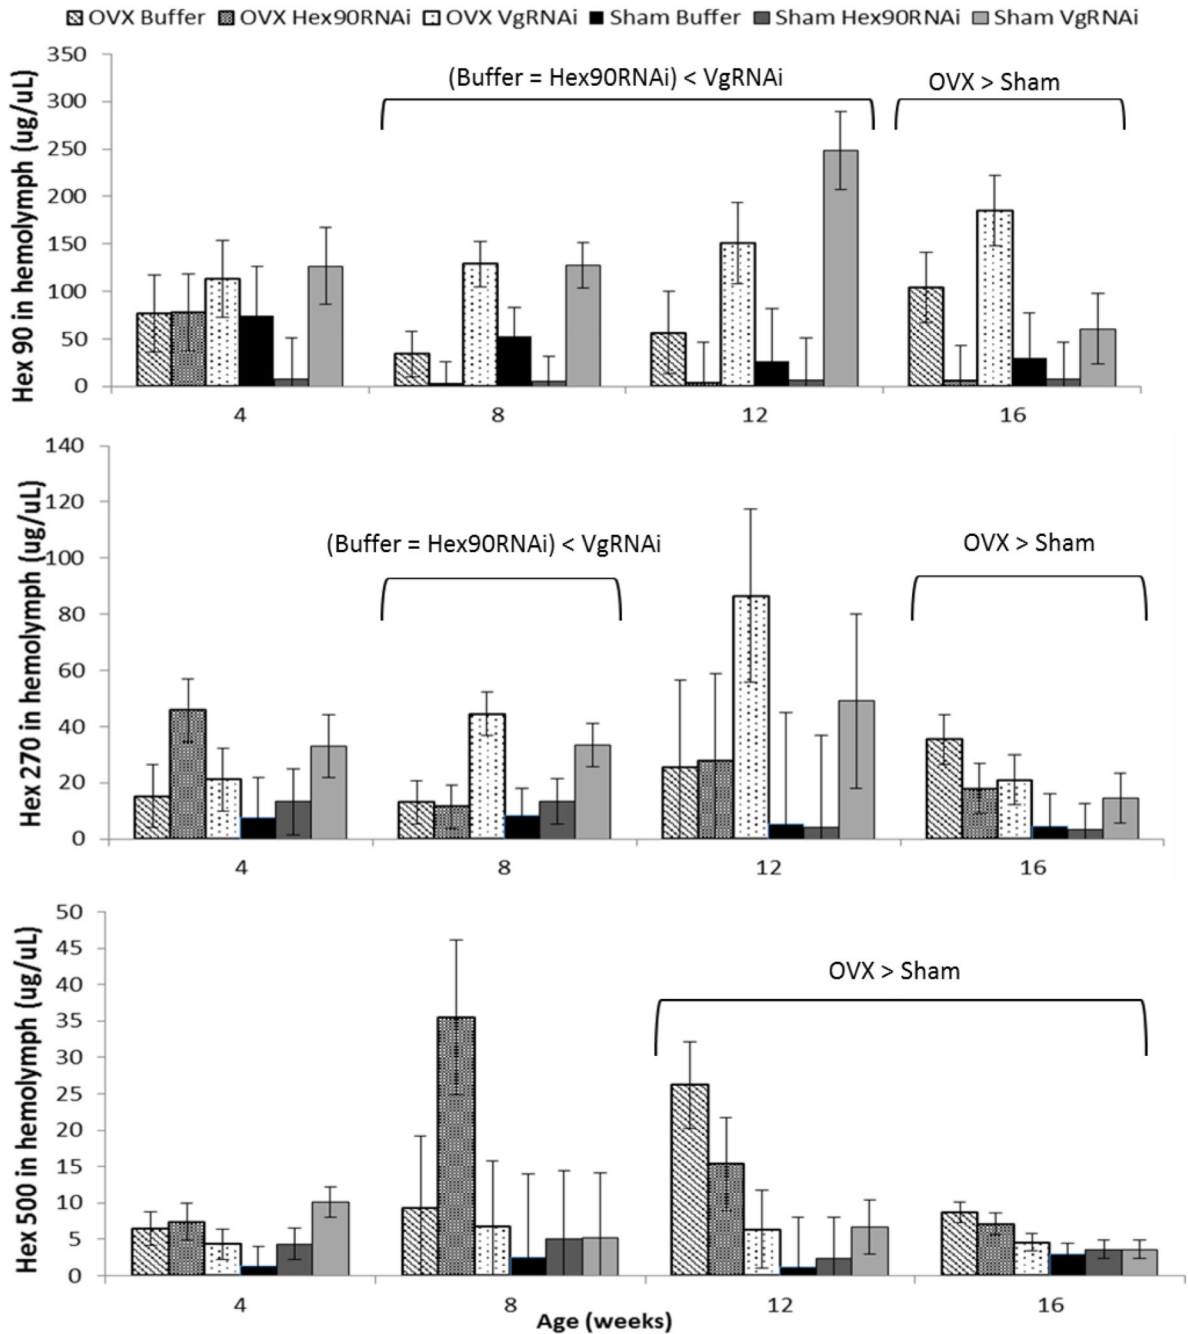 OVX Buffer OVX Hex90RNAi OVX VgRNAi Sham Buffer Sham Hex90RNAi Sham VgRNAi
Hex 90 in hemolymph (ug/uL)
350
300
250
200
150
100
50
0
(Buffer = Hex90RNAi) < VgRNAi
OVX > Sham
4 8 12 16
Hex 270 in hemolymph (ug/uL)
140
120
100
80
60
40
20
0
(Buffer = Hex90RNAi) < VgRNAi
OVX > Sham
4 8 12 16
Hex 500 in hemolymph (ug/uL)
50
45
40
35
30
25
20
15
10
5
0
OVX > Sham
4 8 12 16
Age (weeks)